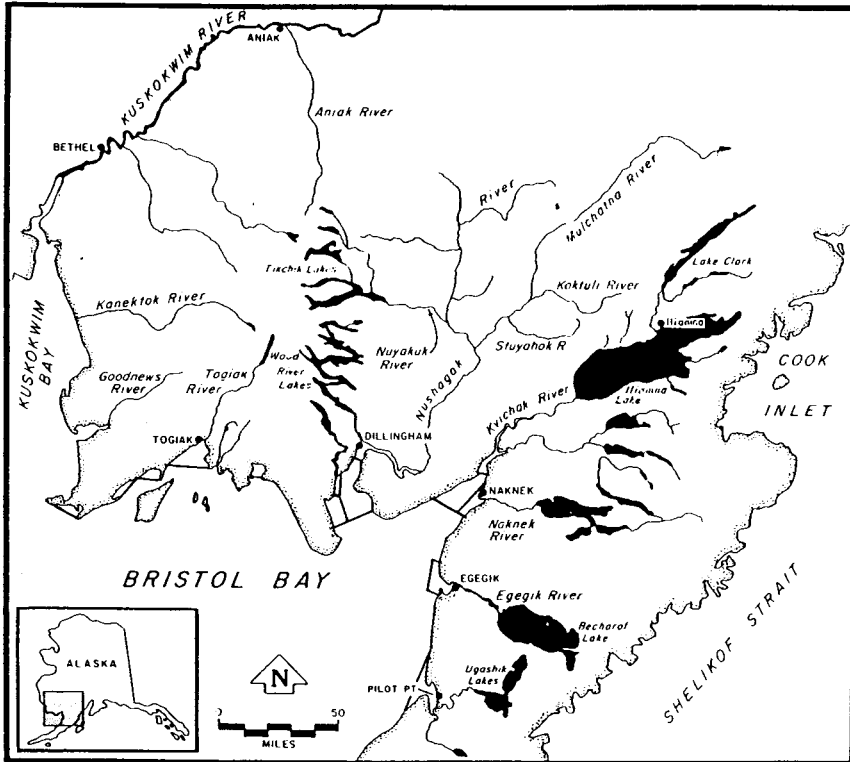 KUSKOKWIM RIVER
ANIAK
Aniak River
BETHEL
River
Mulchatna River
Lake Clark
Tikchik Lakes
Koktuli River
Kanektok River
Iliamna
KUSKOKWIM
BAY
Nuyakuk
River
Stuyahok R
Wood
River
Lakes
Goodnews
River
Togiak
River
Nushagak
COOK
INLET
Iliamna
Lake
Kvichak River
TOGIAK
DILLINGHAM
NAKNEK
Naknek
River
BRISTOL BAY
EGEGIK
Egegik River
Becharof
Lake
SHELIKOF STRAIT
Ugashik
Lakes
PILOT PT
ALASKA
N
0
50
MILES